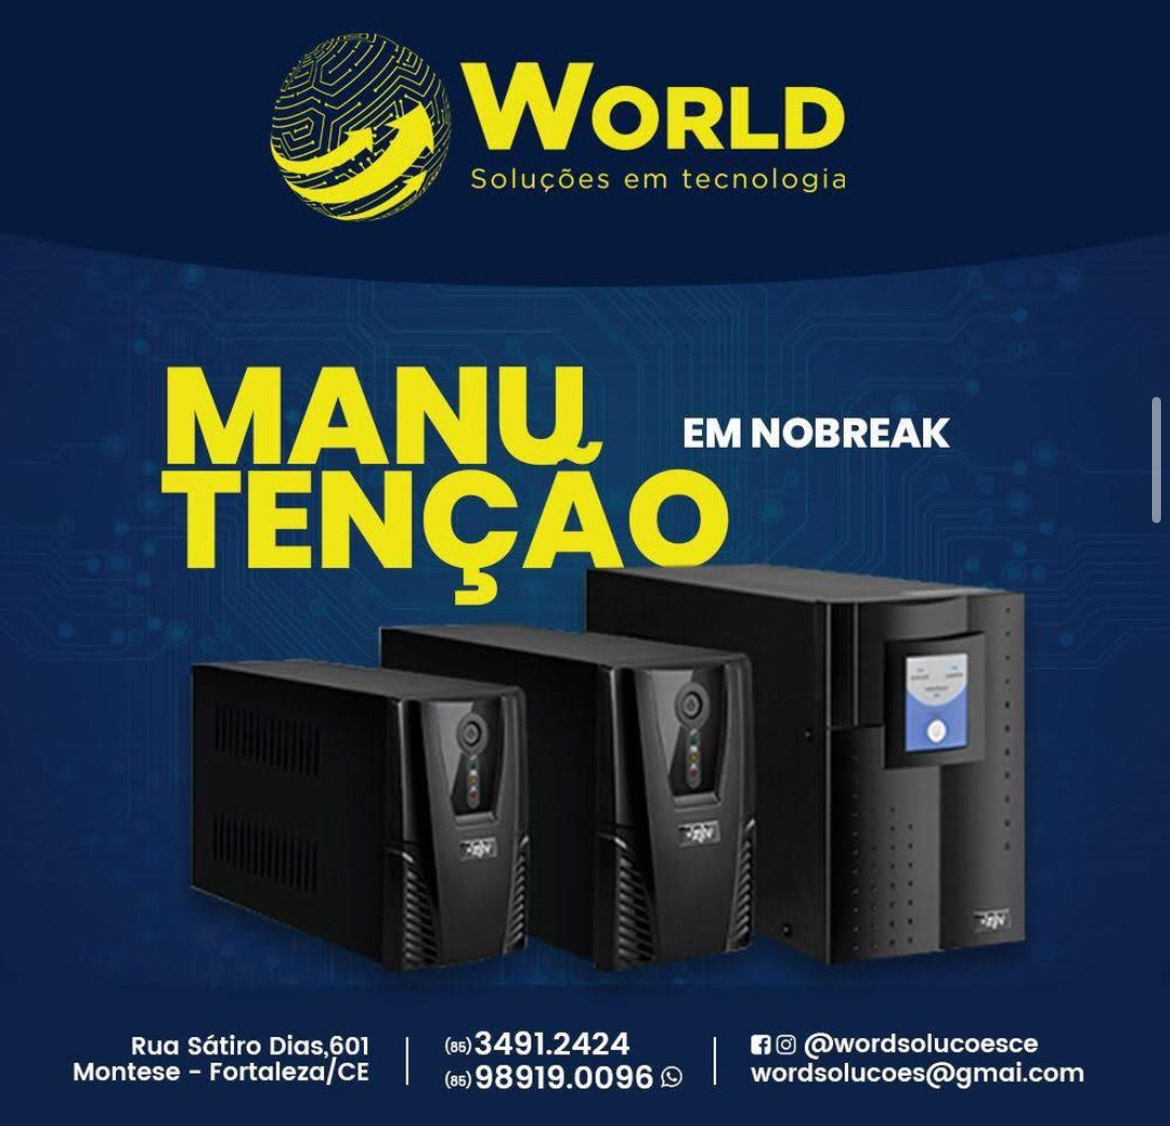 WORLD
Soluções em tecnologia
MANU
TENÇÃO
EM NOBREAK
Rua Sátiro Dias,601
Montese - Fortaleza/CE
(85) 3491.2424
(85) 98919.0096
@wordsolucoesce
wordsolucoes@gmai.com